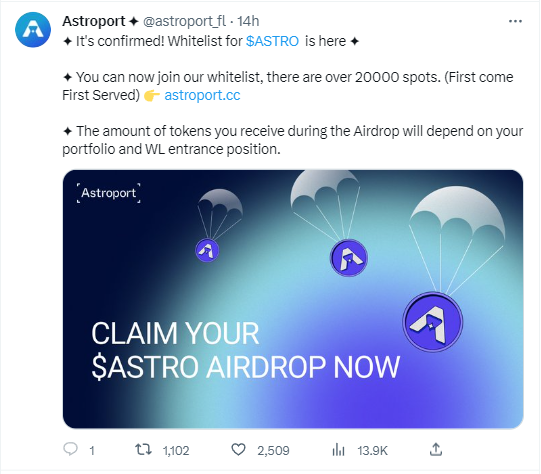 Astroport ✦ @astroport_fl · 14h
✦ It's confirmed! Whitelist for $ASTRO is here ✦
✦ You can now join our whitelist, there are over 20000 spots. (First come
First Served) 👉 astroport.cc
✦ The amount of tokens you receive during the Airdrop will depend on your
portfolio and WL entrance position.
Astroport
CLAIM YOUR
$ASTRO AIRDROP NOW
1 1,102 2,509 13.9K